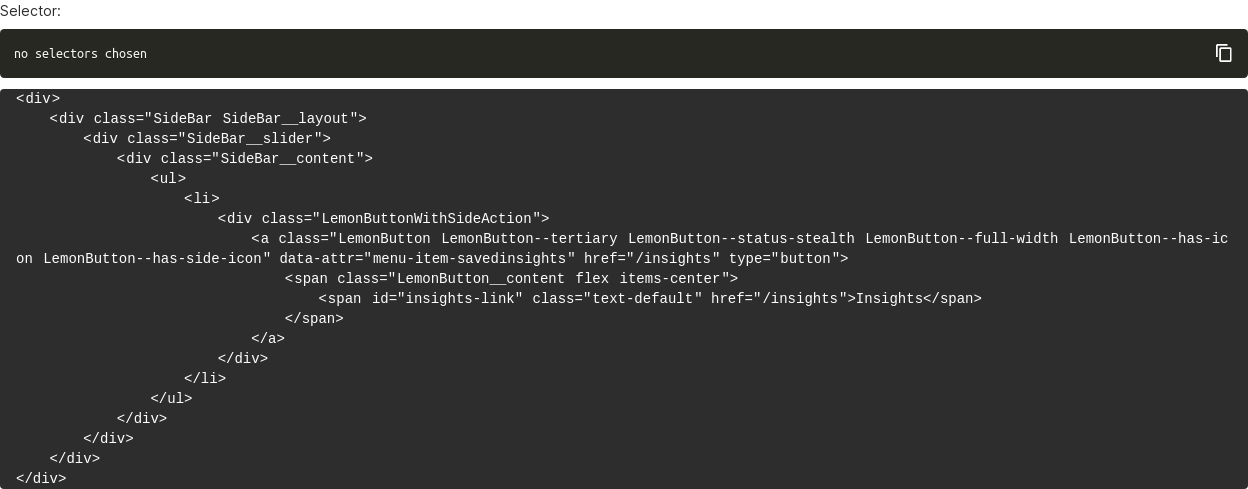 Selector:
no selectors chosen
<div>
<div class="SideBar SideBar__layout">
<div class="SideBar__slider">
<div class="SideBar__content">
<ul>
<li>
<div class="LemonButtonWithSideAction">
<a class="LemonButton LemonButton--tertiary LemonButton--status-stealth LemonButton--full-width LemonButton--has-ic
on LemonButton--has-side-icon" data-attr="menu-item-savedinsights" href="/insights" type="button">
<span class="LemonButton__content flex items-center">
<span id="insights-link" class="text-default" href="/insights">Insights</span>
</span>
</a>
</div>
</li>
</ul>
</div>
</div>
</div>
</div>